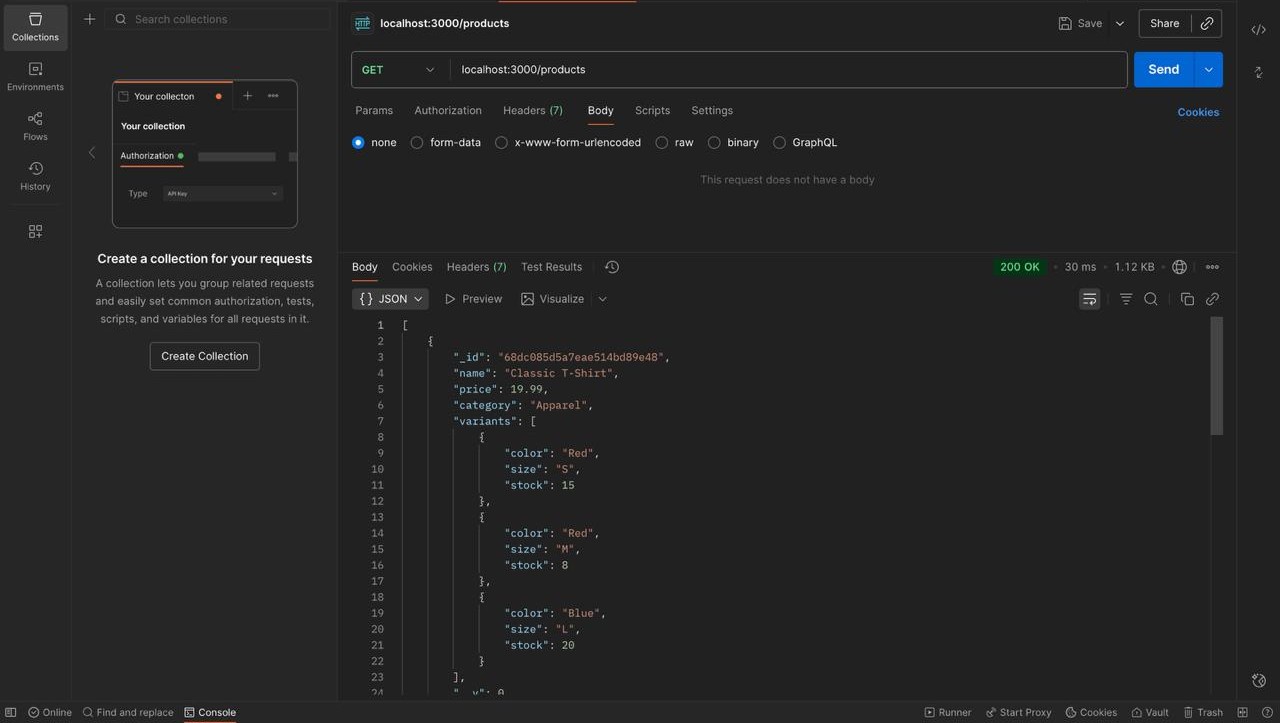 Collections
Environments
Flows
History
Search collections
Your collecton
Your collection
Authorization
Type
API Key
Create a collection for your requests
A collection lets you group related requests
and easily set common authorization, tests,
scripts, and variables for all requests in it.
Create Collection
HTTP localhost:3000/products
Save
Share
GET localhost:3000/products
Send
Params Authorization Headers (7) Body Scripts Settings
Cookies
none form-data x-www-form-urlencoded raw binary GraphQL
This request does not have a body
Body Cookies Headers (7) Test Results
200 OK • 30 ms • 1.12 KB
{} JSON Preview Visualize
1 [
2 {
3 "_id": "68dc085d5a7eae514bd89e48",
4 "name": "Classic T-Shirt",
5 "price": 19.99,
6 "category": "Apparel",
7 "variants": [
8 {
9 "color": "Red",
10 "size": "S",
11 "stock": 15
12 },
13 {
14 "color": "Red",
15 "size": "M",
16 "stock": 8
17 },
18 {
19 "color": "Blue",
20 "size": "L",
21 "stock": 20
22 }
23 ],
24 "__v": 0
Online Find and replace Console
Runner Start Proxy Cookies Vault Trash